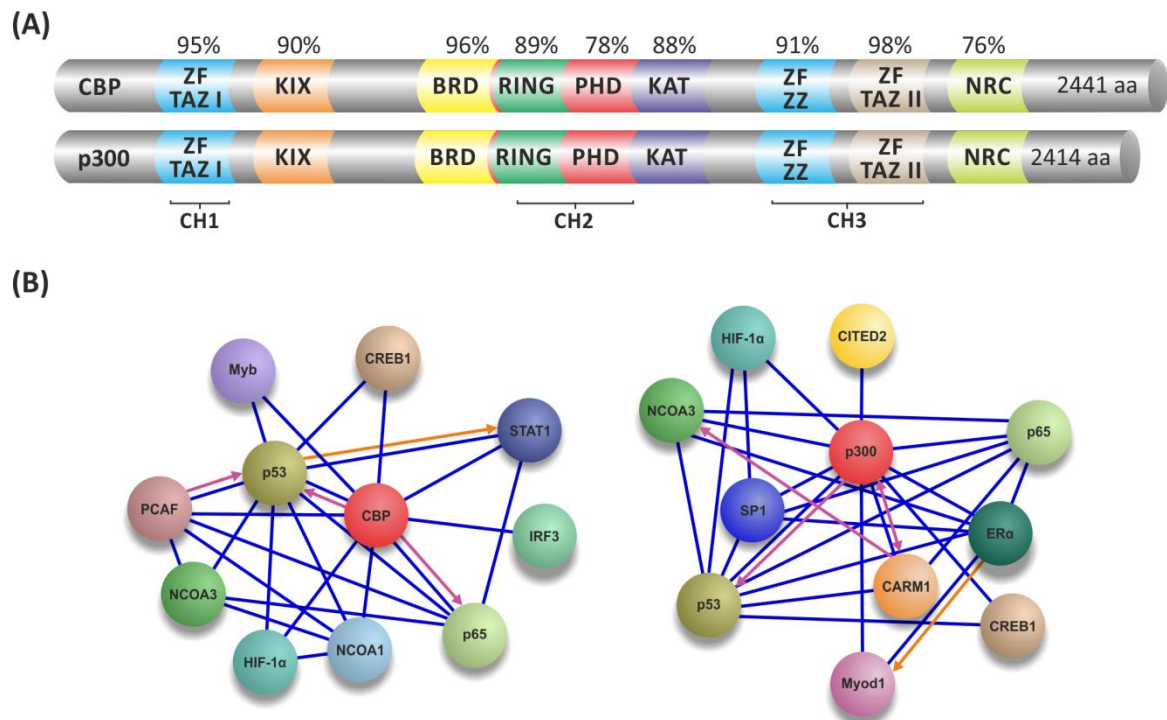 (A)
95% 90% 96% 89% 78% 88% 91% 98% 76%
CBP ZF TAZ I KIX BRD RING PHD KAT ZF ZZ ZF TAZ II NRC 2441 aa
p300 ZF TAZ I KIX BRD RING PHD KAT ZF ZZ ZF TAZ II NRC 2414 aa
CH1 CH2 CH3
(B)
Myb
CREB1
STAT1
p53
PCAF
CBP
IRF3
NCOA3
p65
HIF-1α
NCOA1
HIF-1α
CITED2
NCOA3
p65
p300
SP1
ERα
CARM1
p53
CREB1
Myod1